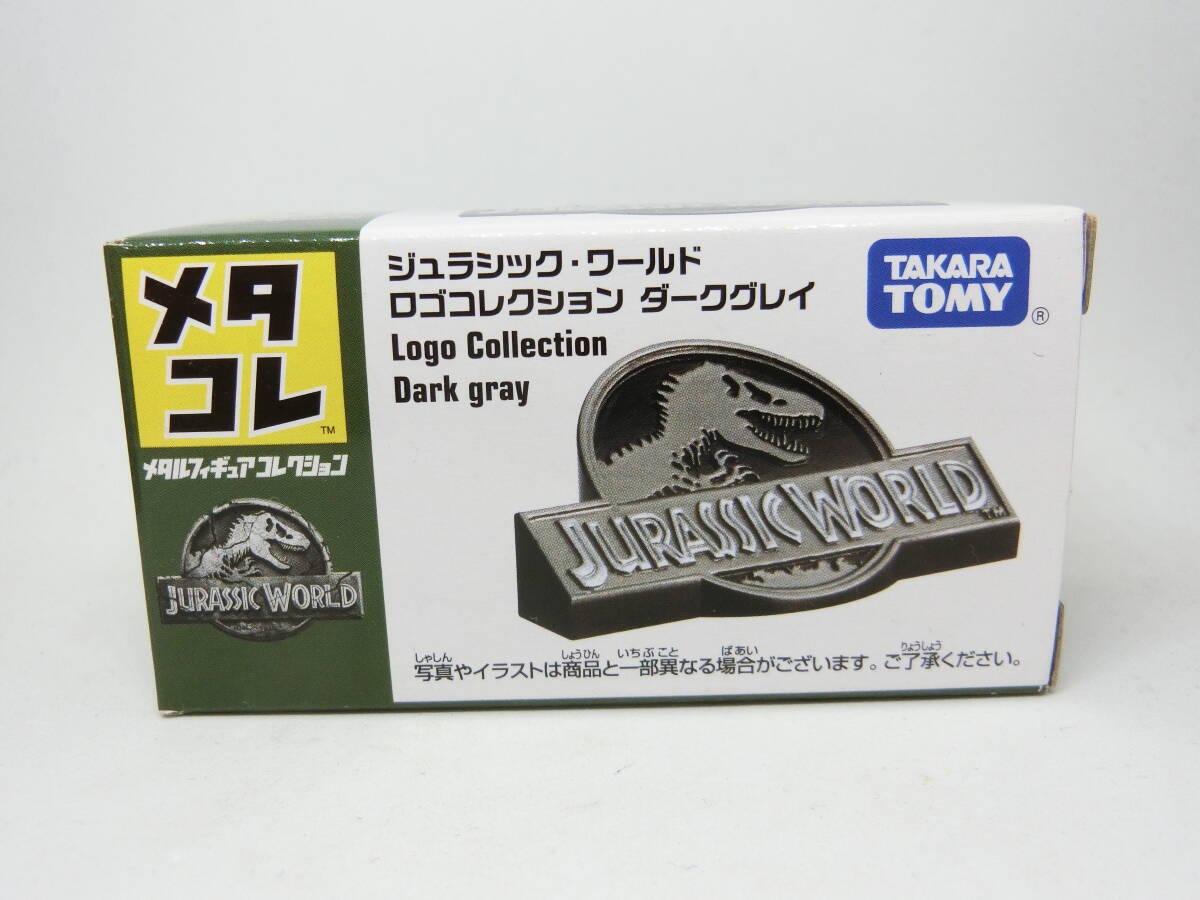 メタ
コレ™
メタルフィギュアコレクション
JURASSIC WORLD
ジュラシック・ワールド
ロゴコレクション ダークグレイ
Logo Collection
Dark gray
TAKARA
TOMY
®
JURASSIC WORLD™
しゃしん しょうひん いちぶこと ばあい りょうしょう
写真やイラストは商品と一部異なる場合がございます。ご了承ください。